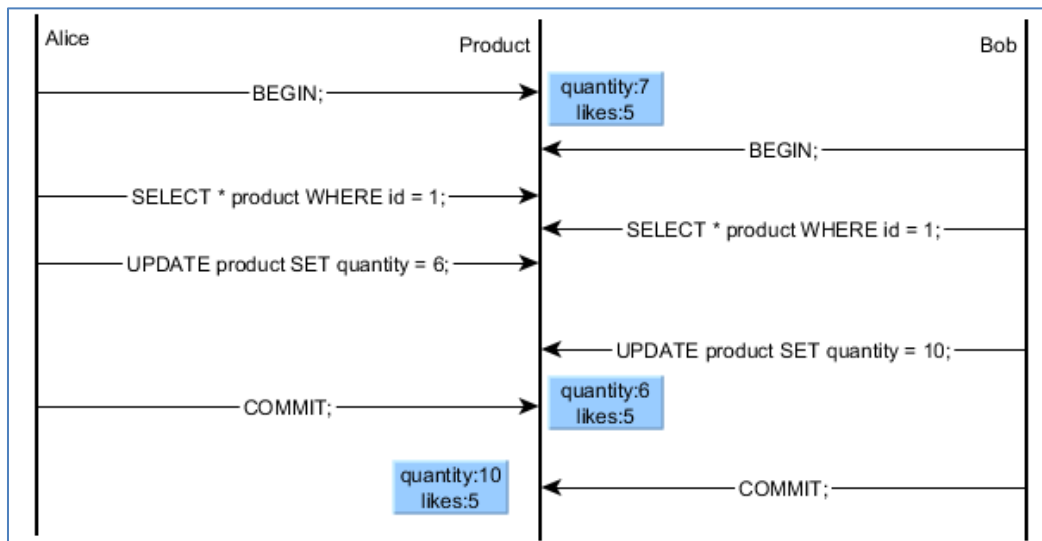 Alice
Product
Bob
BEGIN;
quantity:7
likes:5
BEGIN;
SELECT * product WHERE id = 1;
SELECT * product WHERE id = 1;
UPDATE product SET quantity = 6;
UPDATE product SET quantity = 10;
COMMIT;
quantity:6
likes:5
quantity:10
likes:5
COMMIT;